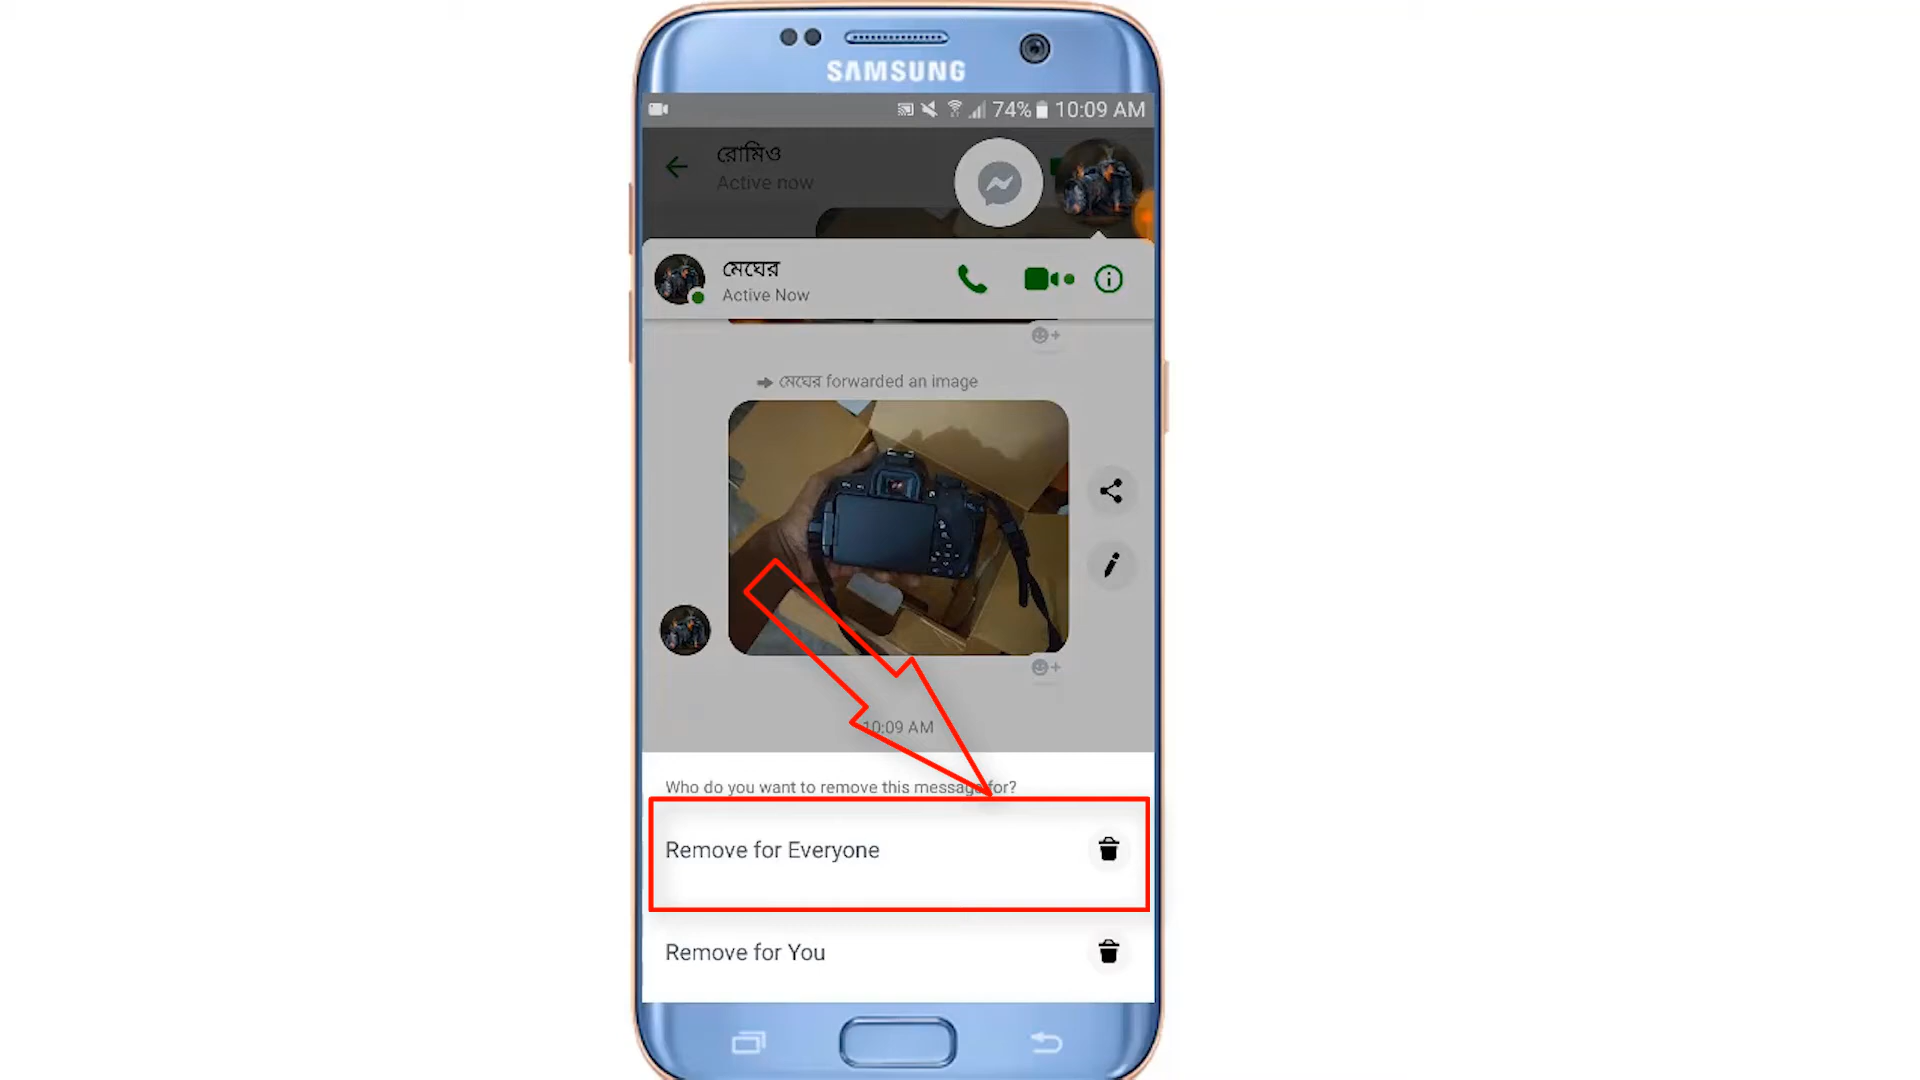 SAMSUNG
74% 10:09 AM
রোমিও
Active now
মেঘের
Active Now
মেঘের forwarded an image
10:09 AM
Who do you want to remove this message for?
Remove for Everyone
Remove for You